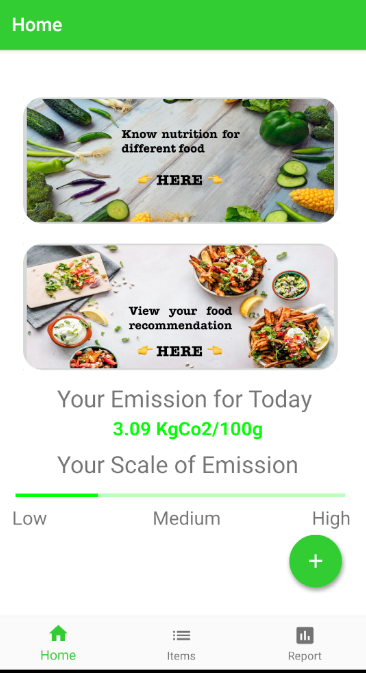 Home
Know nutrition for
different food
👉 HERE 👈
View your food
recommendation
👉 HERE 👈
Your Emission for Today
3.09 KgCo2/100g
Your Scale of Emission
Low Medium High
+
Home Items Report